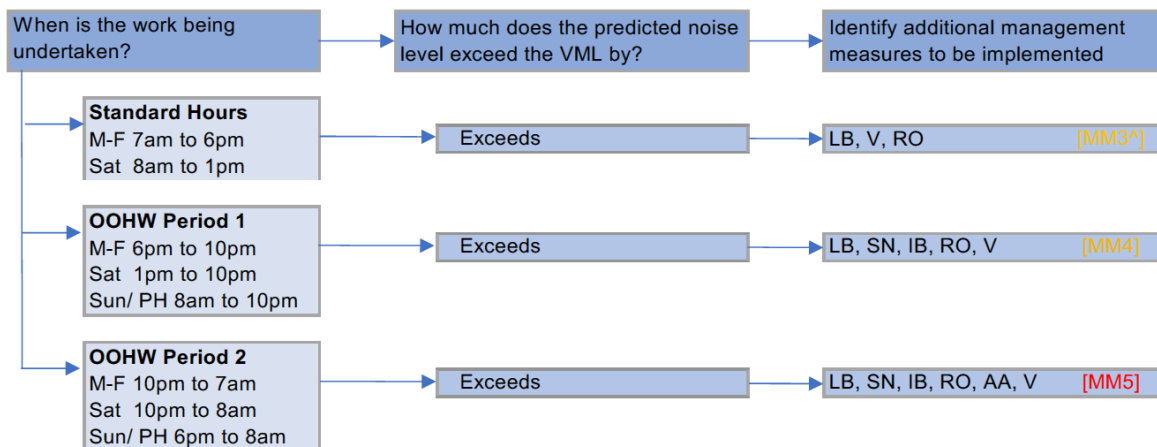 When is the work being
undertaken?
How much does the predicted noise
level exceed the VML by?
Identify additional management
measures to be implemented
Standard Hours
M-F 7am to 6pm
Sat 8am to 1pm
Exceeds
LB, V, RO [MM3^]
OOHW Period 1
M-F 6pm to 10pm
Sat 1pm to 10pm
Sun/ PH 8am to 10pm
Exceeds
LB, SN, IB, RO, V [MM4]
OOHW Period 2
M-F 10pm to 7am
Sat 10pm to 8am
Sun/ PH 6pm to 8am
Exceeds
LB, SN, IB, RO, AA, V [MM5]